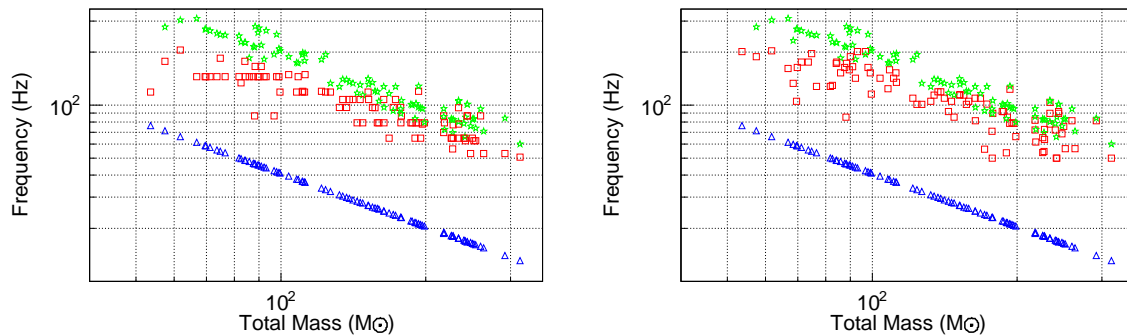 Frequency (Hz)
10²
10²
Total Mass (M⊙)
Frequency (Hz)
10²
10²
Total Mass (M⊙)